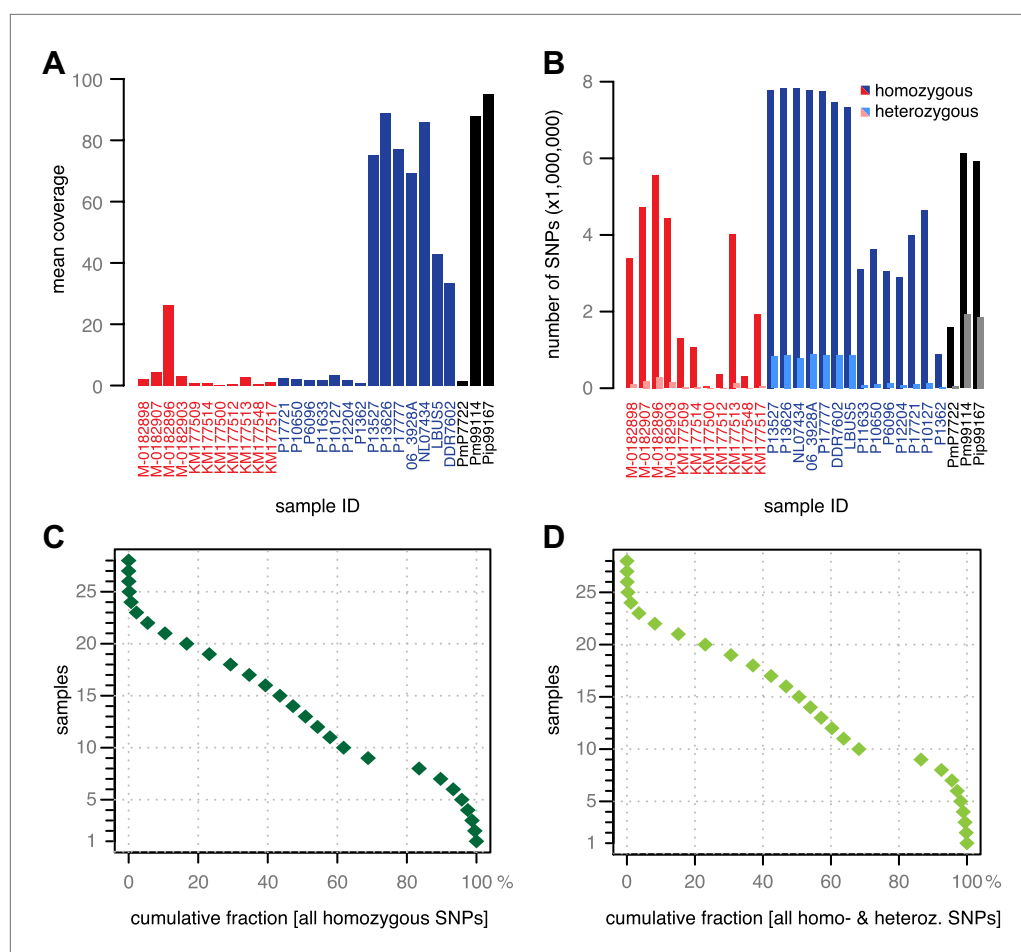 A
100
80
60
40
20
0
mean coverage
M-0182898
M-0182907
M-0182896
M-0182903
KM177509
KM177514
KM177500
KM177512
KM177513
KM177548
KM177517
P17721
P10650
P6096
P11633
P10127
P12204
P1362
P13527
P13626
P17777
06_3928A
NL07434
LBUS5
DDR7602
PmP7722
Pm99114
Pip99167
sample ID
B
8
6
4
2
0
number of SNPs (x1,000,000)
homozygous
heterozygous
M-0182898
M-0182907
M-0182896
M-0182903
KM177509
KM177514
KM177500
KM177512
KM177513
KM177548
KM177517
P13527
P13626
NL07434
06_3928A
P17777
DDR7602
LBUS5
P11633
P10650
P6096
P12204
P17721
P10127
P1362
PmP7722
Pm99114
Pip99167
sample ID
C
25
20
15
10
5
1
samples
0 20 40 60 80 100 %
cumulative fraction [all homozygous SNPs]
D
25
20
15
10
5
1
samples
0 20 40 60 80 100 %
cumulative fraction [all homo- & heteroz. SNPs]